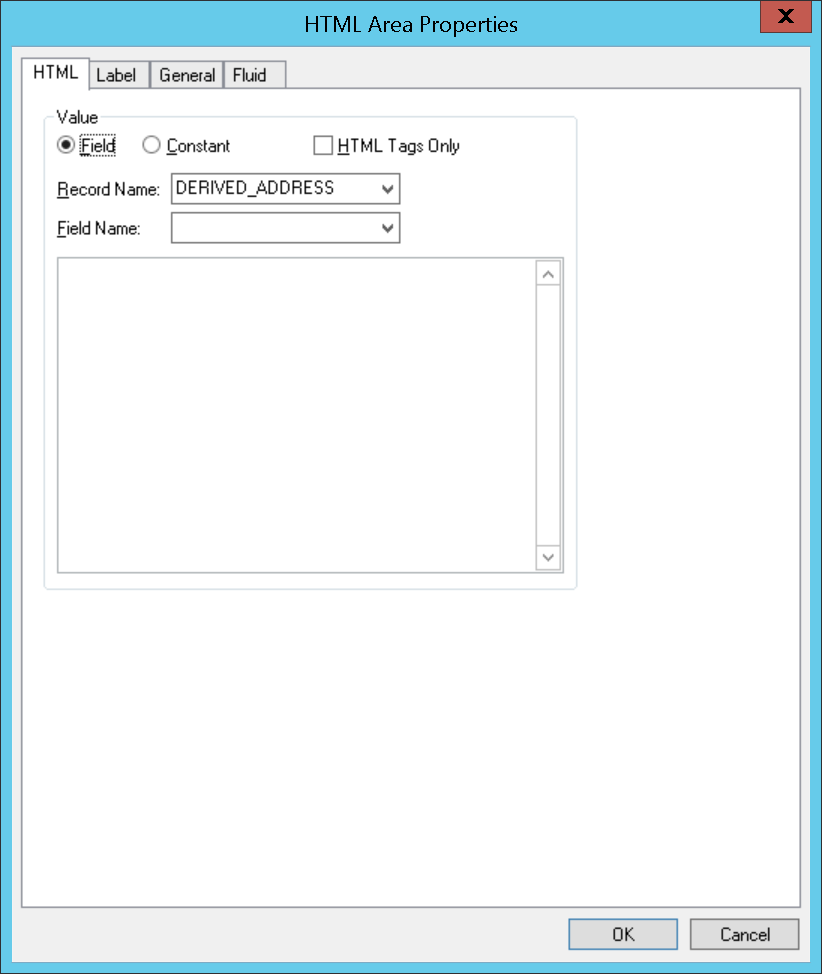 HTML Area Properties
HTML Label General Fluid
Value
Field Constant HTML Tags Only
Record Name: DERIVED_ADDRESS
Field Name:
OK Cancel